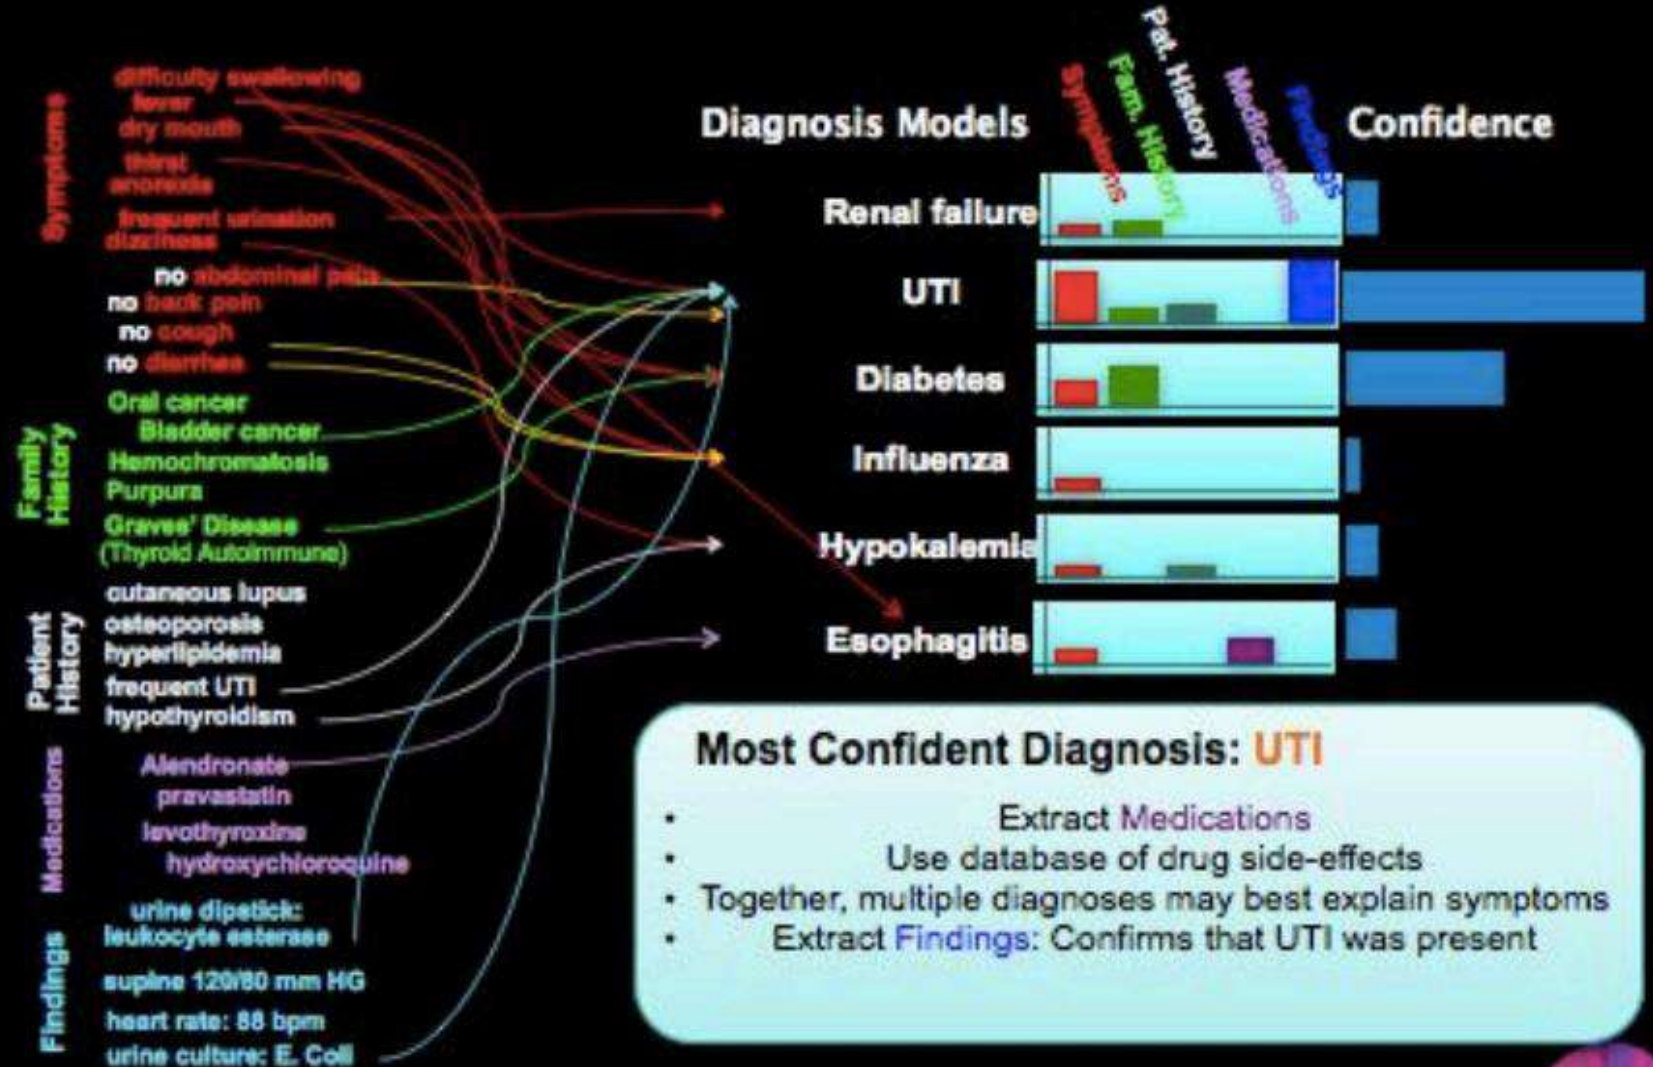 Symptoms
difficulty swallowing
fever
dry mouth
thirst
anorexia
frequent urination
dizziness
no abdominal pain
no back pain
no cough
no diarrhea
Family
History
Oral cancer
Bladder cancer
Hemochromatosis
Purpura
Graves' Disease
(Thyroid Autoimmune)
Patient
History
cutaneous lupus
osteoporosis
hyperlipidemia
frequent UTI
hypothyroidism
Medications
Alendronate
pravastatin
levothyroxine
hydroxychloroquine
Findings
urine dipstick:
leukocyte esterase
supine 120/80 mm HG
heart rate: 88 bpm
urine culture: E. Coli
Diagnosis Models
Symptoms
Fam. History
Pat. History
Medications
Findings
Confidence
Renal failure
UTI
Diabetes
Influenza
Hypokalemia
Esophagitis
Most Confident Diagnosis: UTI
• Extract Medications
• Use database of drug side-effects
• Together, multiple diagnoses may best explain symptoms
• Extract Findings: Confirms that UTI was present